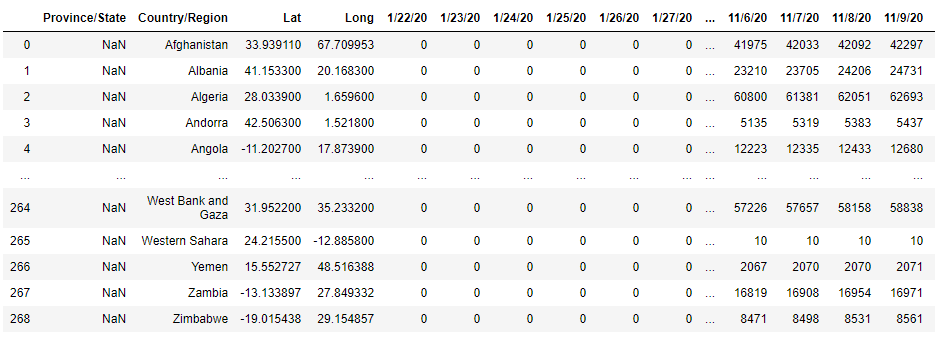 Province/State Country/Region Lat Long 1/22/20 1/23/20 1/24/20 1/25/20 1/26/20 1/27/20 ... 11/6/20 11/7/20 11/8/20 11/9/20
0 NaN Afghanistan 33.939110 67.709953 0 0 0 0 0 0 ... 41975 42033 42092 42297
1 NaN Albania 41.153300 20.168300 0 0 0 0 0 0 ... 23210 23705 24206 24731
2 NaN Algeria 28.033900 1.659600 0 0 0 0 0 0 ... 60800 61381 62051 62693
3 NaN Andorra 42.506300 1.521800 0 0 0 0 0 0 ... 5135 5319 5383 5437
4 NaN Angola -11.202700 17.873900 0 0 0 0 0 0 ... 12223 12335 12433 12680
... ... ... ... ... ... ... ... ... ... ... ... ... ... ... ...
264 NaN West Bank and Gaza 31.952200 35.233200 0 0 0 0 0 0 ... 57226 57657 58158 58838
265 NaN Western Sahara 24.215500 -12.885800 0 0 0 0 0 0 ... 10 10 10 10
266 NaN Yemen 15.552727 48.516388 0 0 0 0 0 0 ... 2067 2070 2070 2071
267 NaN Zambia -13.133897 27.849332 0 0 0 0 0 0 ... 16819 16908 16954 16971
268 NaN Zimbabwe -19.015438 29.154857 0 0 0 0 0 0 ... 8471 8498 8531 8561